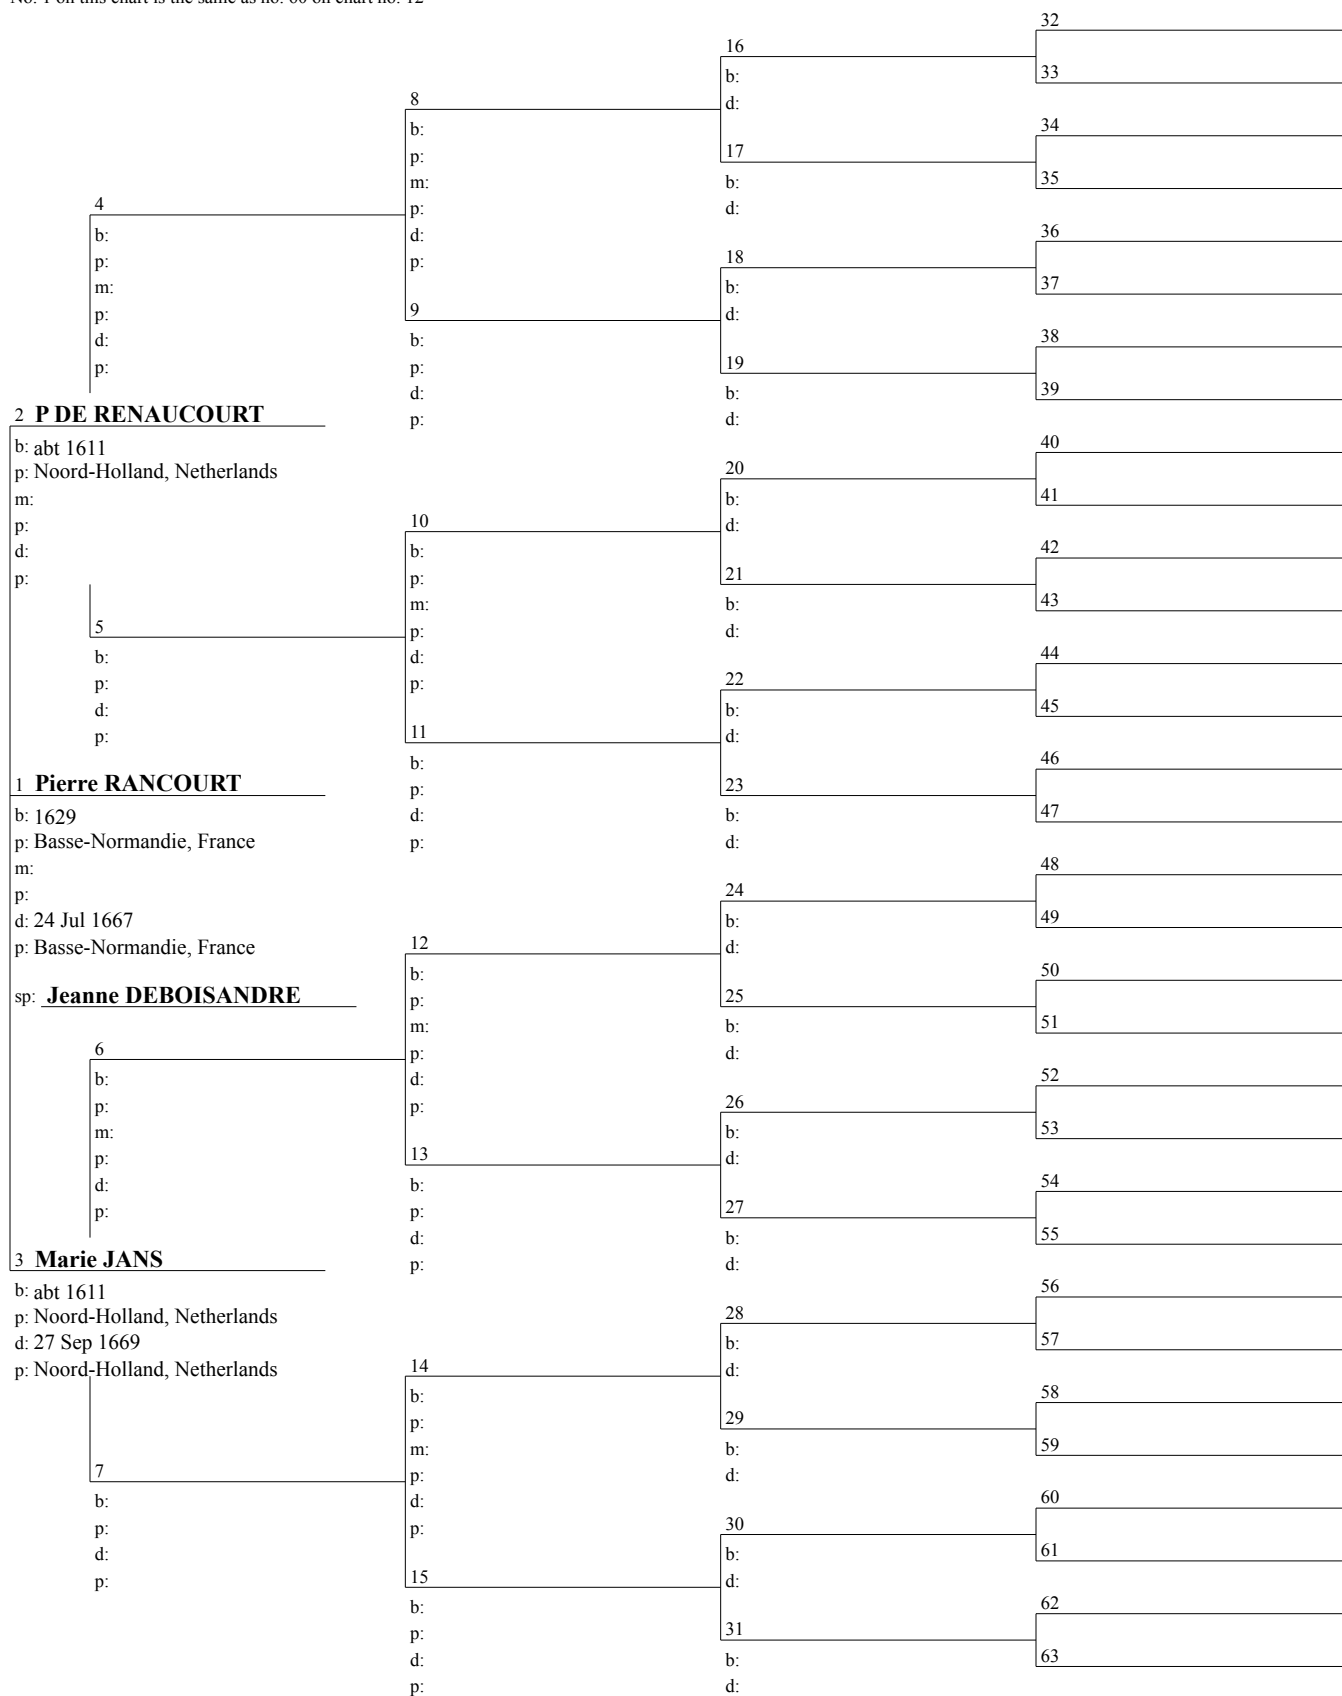 No. 1 on this chart is the same as no. 60 on chart no. 12
4
b:
p:
m:
p:
d:
p:
2 P DE RENAUCOURT
b: abt 1611
p: Noord-Holland, Netherlands
m:
p:
d:
p:
5
b:
p:
d:
p:
1 Pierre RANCOURT
b: 1629
p: Basse-Normandie, France
m:
p:
d: 24 Jul 1667
p: Basse-Normandie, France
sp: Jeanne DEBOISANDRE
6
b:
p:
m:
p:
d:
p:
3 Marie JANS
b: abt 1611
p: Noord-Holland, Netherlands
d: 27 Sep 1669
p: Noord-Holland, Netherlands
7
b:
p:
d:
p:
8
b:
p:
m:
p:
d:
p:
9
b:
p:
d:
p:
10
b:
p:
m:
p:
d:
p:
11
b:
p:
d:
p:
12
b:
p:
m:
p:
d:
p:
13
b:
p:
d:
p:
14
b:
p:
m:
p:
d:
p:
15
b:
p:
d:
p:
16
b:
d:
17
b:
d:
18
b:
d:
19
b:
d:
20
b:
d:
21
b:
d:
22
b:
d:
23
b:
d:
24
b:
d:
25
b:
d:
26
b:
d:
27
b:
d:
28
b:
d:
29
b:
d:
30
b:
d:
31
b:
d:
32
33
34
35
36
37
38
39
40
41
42
43
44
45
46
47
48
49
50
51
52
53
54
55
56
57
58
59
60
61
62
63